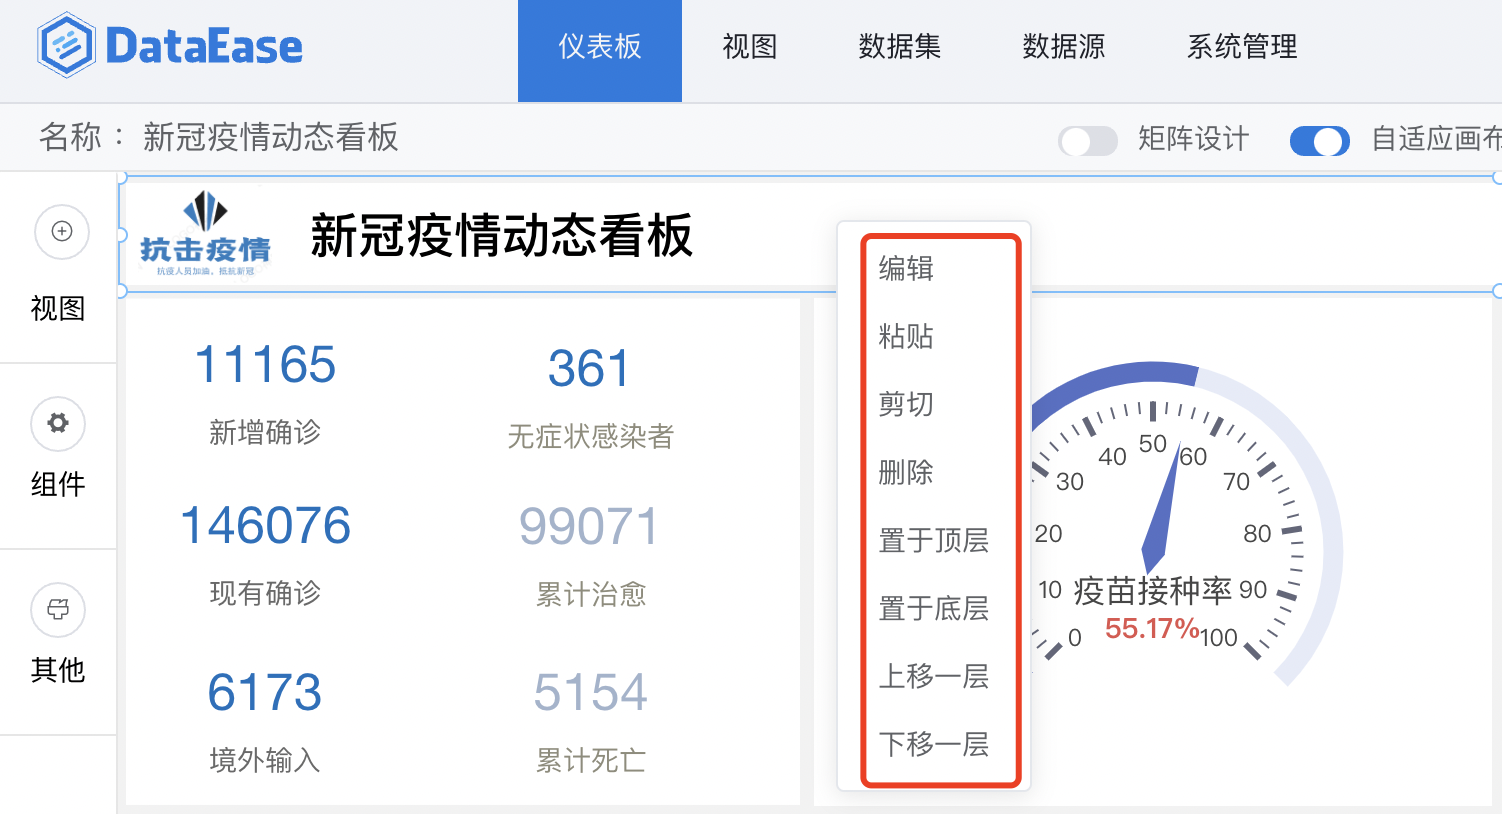 DataEase
仪表板
视图
数据集
数据源
系统管理
名称： 新冠疫情动态看板
矩阵设计
自适应画布
视图
组件
其他
抗击疫情
抗疫人员加油，抵抗新冠
新冠疫情动态看板
11165
新增确诊
361
无症状感染者
146076
现有确诊
99071
累计治愈
6173
境外输入
5154
累计死亡
编辑
粘贴
剪切
删除
置于顶层
置于底层
上移一层
下移一层
0
10
20
30
40
50
60
70
80
90
100
疫苗接种率
55.17%